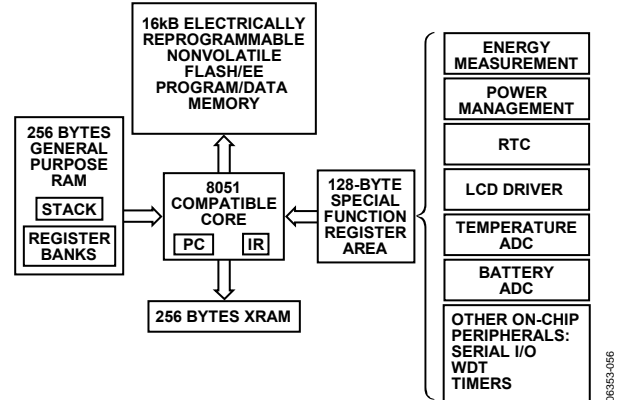 16kB ELECTRICALLY
REPROGRAMMABLE
NONVOLATILE
FLASH/EE
PROGRAM/DATA
MEMORY
256 BYTES
GENERAL
PURPOSE
RAM
STACK
REGISTER
BANKS
8051
COMPATIBLE
CORE
PC
IR
256 BYTES XRAM
128-BYTE
SPECIAL
FUNCTION
REGISTER
AREA
ENERGY
MEASUREMENT
POWER
MANAGEMENT
RTC
LCD DRIVER
TEMPERATURE
ADC
BATTERY
ADC
OTHER ON-CHIP
PERIPHERALS:
SERIAL I/O
WDT
TIMERS
06353-056